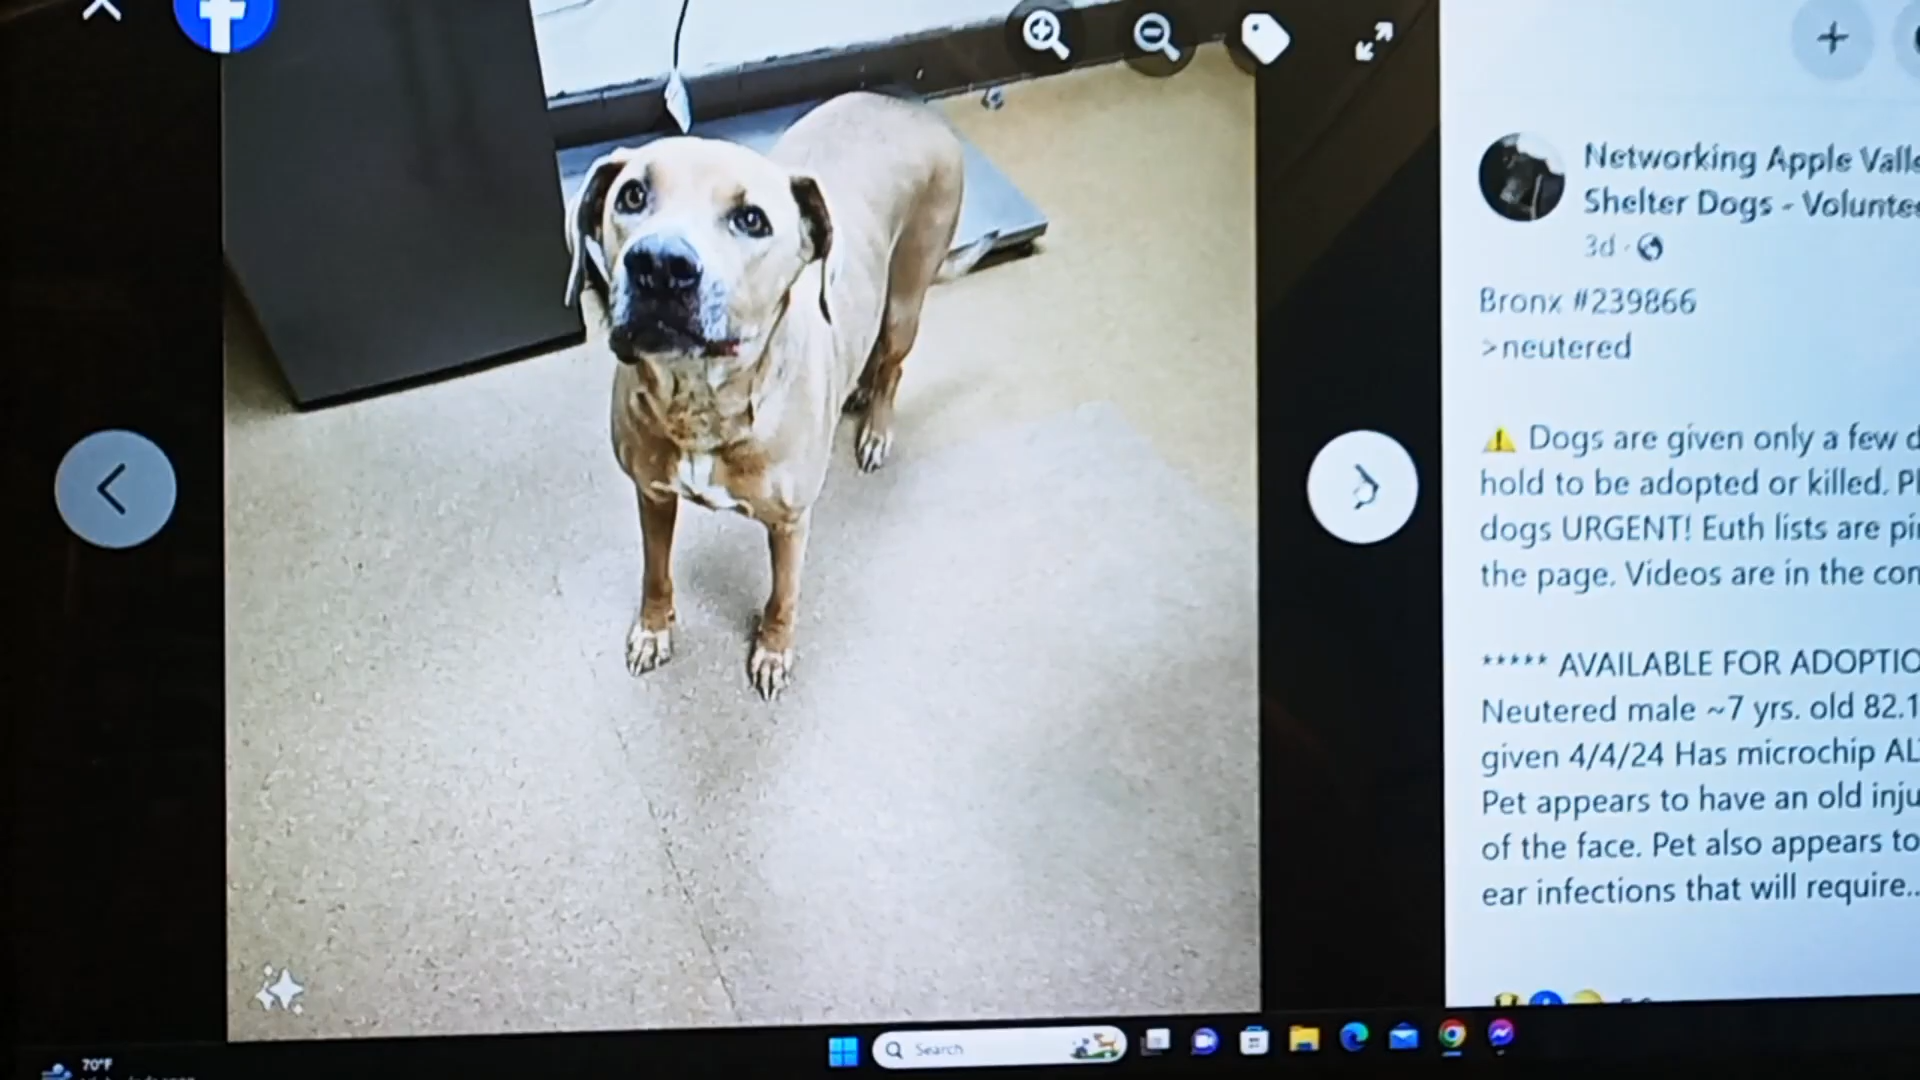 Networking Apple Valle
Shelter Dogs - Voluntee
3d
Bronx #239866
>neutered
Dogs are given only a few d
hold to be adopted or killed. Pl
dogs URGENT! Euth lists are pi
the page. Videos are in the con
***** AVAILABLE FOR ADOPTIO
Neutered male ~7 yrs. old 82.1
given 4/4/24 Has microchip AL
Pet appears to have an old inju
of the face. Pet also appears to
ear infections that will require..
Search
70°F